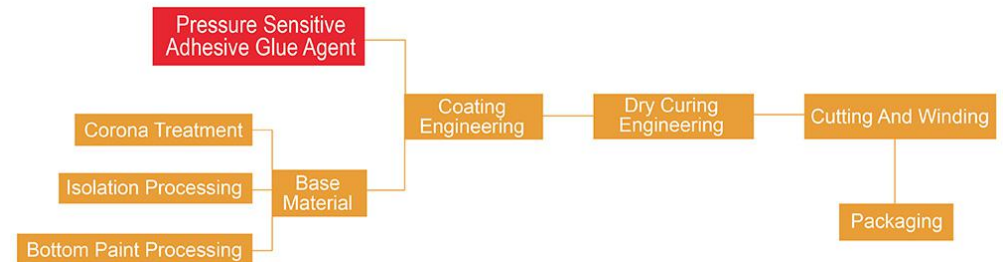 Pressure Sensitive
Adhesive Glue Agent
Coating
Engineering
Dry Curing
Engineering
Cutting And Winding
Corona Treatment
Isolation Processing
Base
Material
Bottom Paint Processing
Packaging